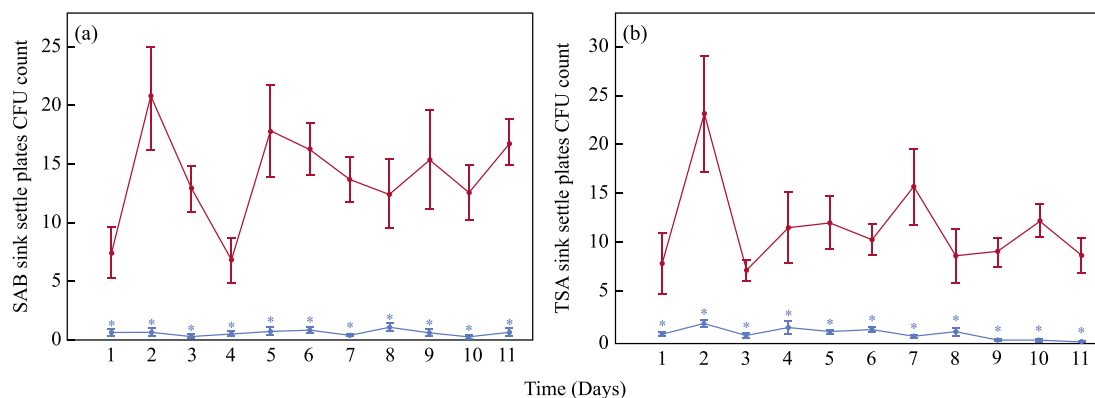 (a)
SAB sink settle plates CFU count
25
20
15
10
5
0
* * * * * * * * * * *
1 2 3 4 5 6 7 8 9 10 11
(b)
TSA sink settle plates CFU count
30
25
20
15
10
5
0
* * * * * * * * * * *
1 2 3 4 5 6 7 8 9 10 11
Time (Days)